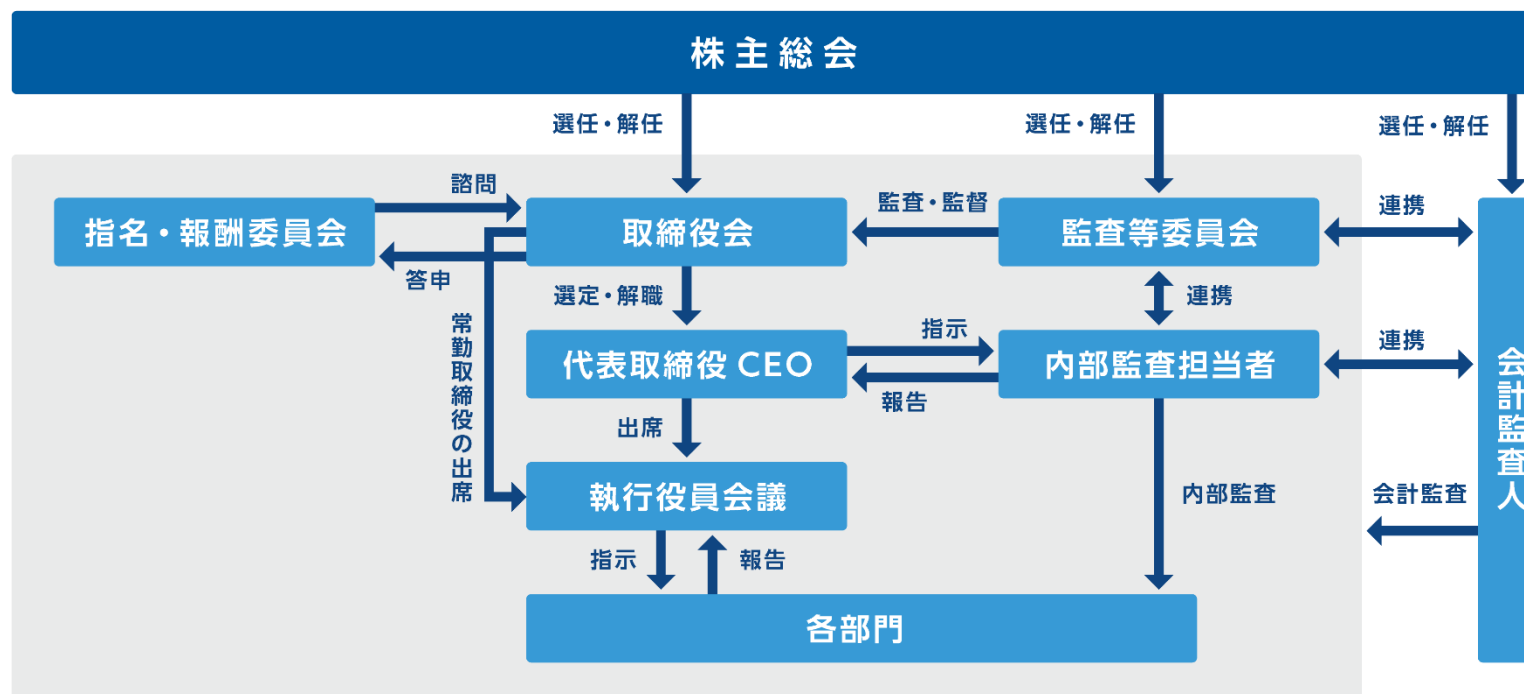 株主総会
選任・解任
選任・解任
選任・解任
諮問
指名・報酬委員会
取締役会
監査・監督
監査等委員会
連携
答申
選定・解職
連携
常勤取締役の出席
代表取締役 CEO
指示
報告
内部監査担当者
連携
会計監査人
出席
執行役員会議
内部監査
会計監査
指示
報告
各部門